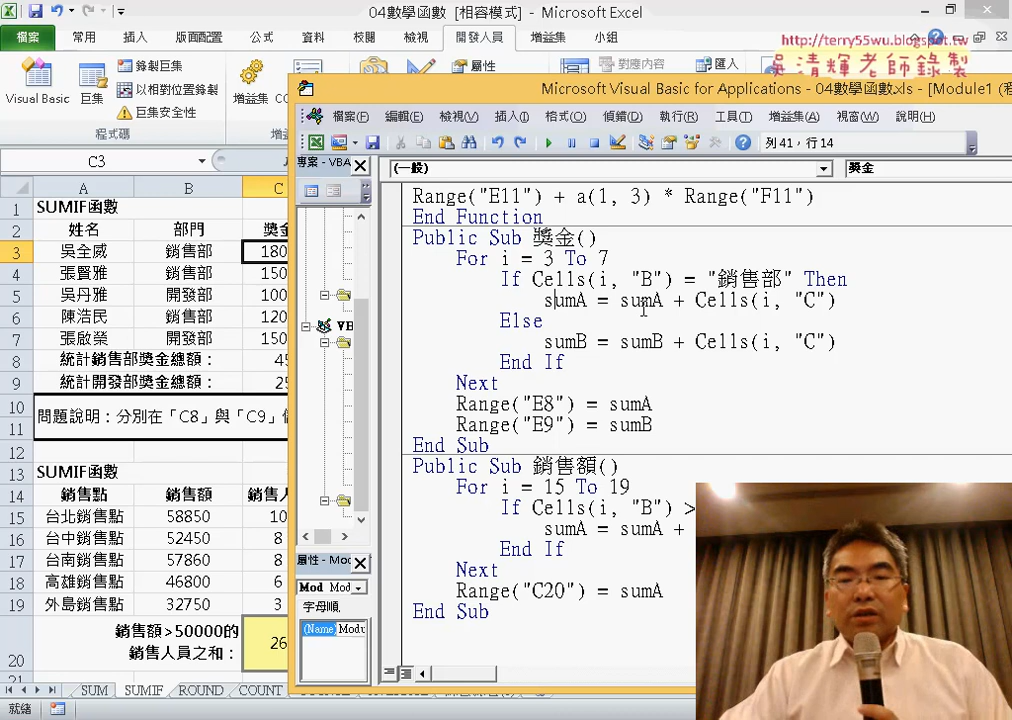 04數學函數 [相容模式] - Microsoft Excel
檔案 常用 插入 版面配置 公式 資料 校閱 檢視 開發人員 增益集 小組
http://terry55wu.blogspot.tw
吳清輝老師錄製
Visual Basic 巨集 錄製巨集 以相對位置錄製 巨集安全性 增益集 屬性 對應內容 匯入
程式碼
C3
A B C
1 SUMIF函數
2 姓名 部門 獎金
3 吳全威 銷售部 180
4 張賢雅 銷售部 150
5 吳丹雅 開發部 100
6 陳浩民 銷售部 120
7 張啟榮 開發部 150
8 統計銷售部獎金總額： 45
9 統計開發部獎金總額： 25
10
問題說明：分別在「C8」與「C9」
11
12
13 SUMIF函數
14 銷售點 銷售額 銷售人
15 台北銷售點 58850 10
16 台中銷售點 52450 8
17 台南銷售點 57860 8
18 高雄銷售點 46800 6
19 外島銷售點 32750 3
20 銷售額>50000的
銷售人員之和： 26
SUM SUMIF ROUND COUNT
就緒
Microsoft Visual Basic for Applications - 04數學函數.xls - [Module1 (程
檔案(F) 編輯(E) 檢視(V) 插入(I) 格式(O) 偵錯(D) 執行(R) 工具(T) 增益集(A) 視窗(W) 說明(H)
列 41, 行 14
專案 - VBA
VB
屬性 - Mod
Mod Mod
字母順
(Name) Modu
(一般) 獎金
Range("E11") + a(1, 3) * Range("F11")
End Function
Public Sub 獎金()
For i = 3 To 7
If Cells(i, "B") = "銷售部" Then
sumA = sumA + Cells(i, "C")
Else
sumB = sumB + Cells(i, "C")
End If
Next
Range("E8") = sumA
Range("E9") = sumB
End Sub
Public Sub 銷售額()
For i = 15 To 19
If Cells(i, "B") >
sumA = sumA +
End If
Next
Range("C20") = sumA
End Sub